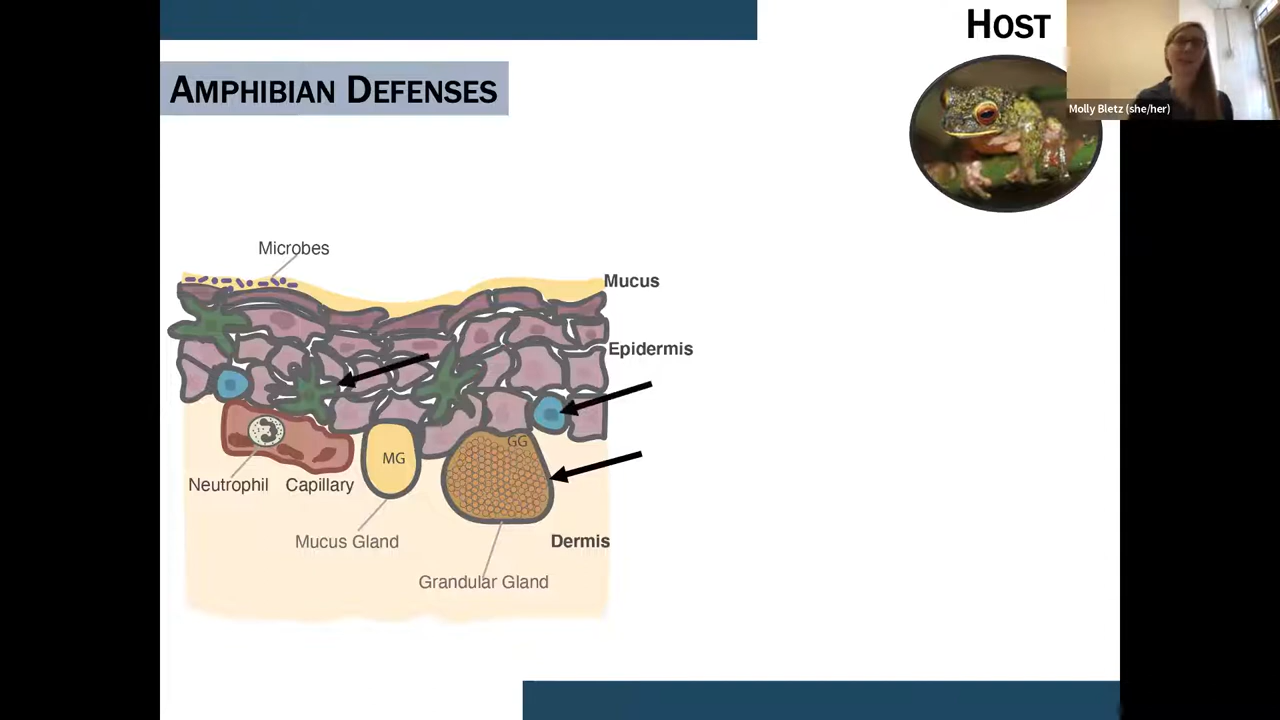 HOST
Molly Bletz (she/her)
AMPHIBIAN DEFENSES
Microbes
Mucus
Epidermis
GG
MG
Neutrophil
Capillary
Mucus Gland
Dermis
Grandular Gland